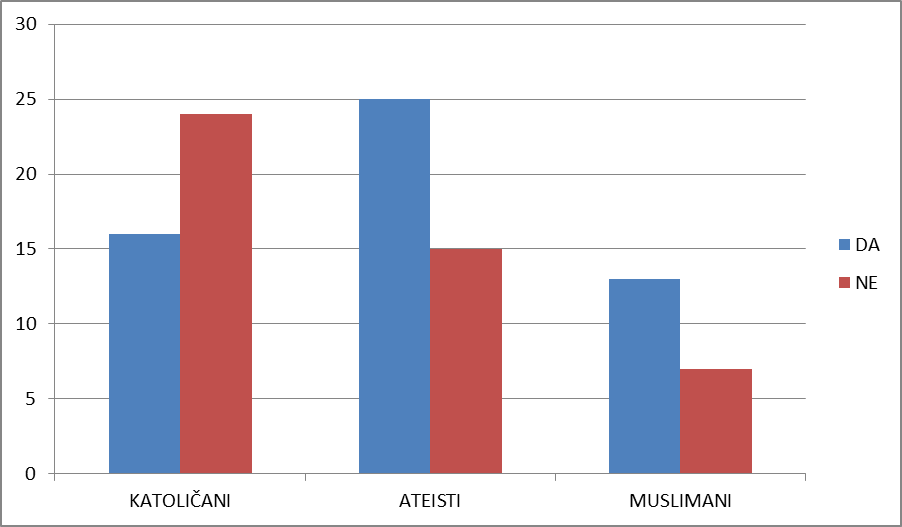 30
25
20
15
10
5
0
KATOLIČANI ATEISTI MUSLIMANI
DA
NE